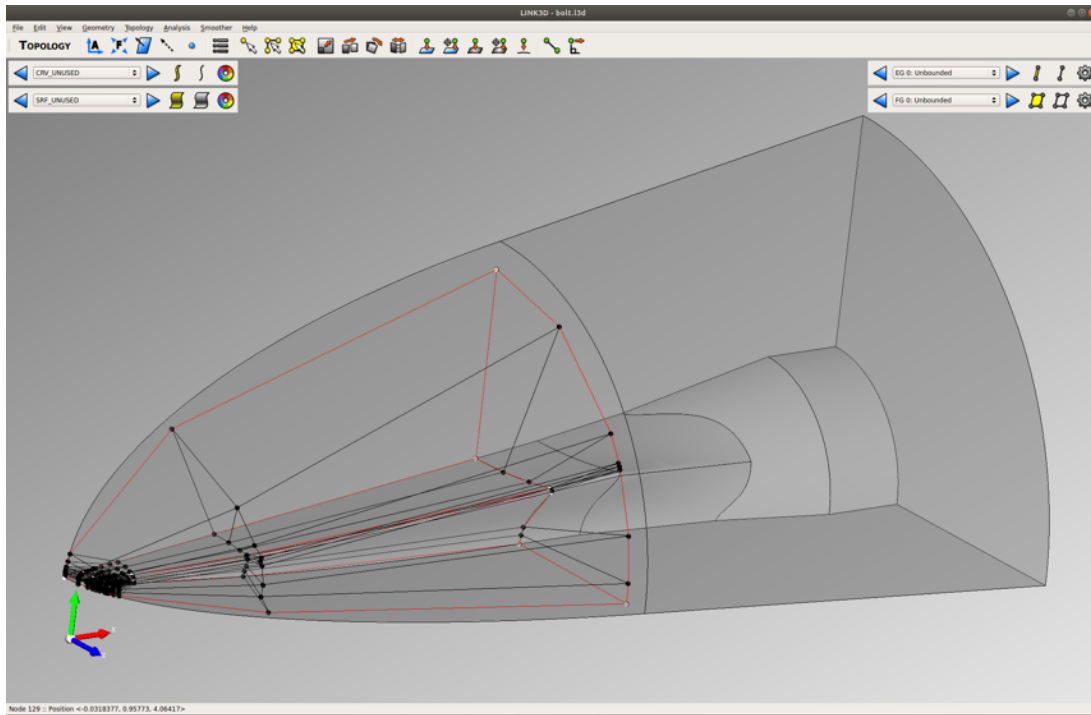 LINK3D - bolt.l3d
File Edit View Geometry Topology Analysis Smoother Help
TOPOLOGY
CRV_UNUSED
SRF_UNUSED
EG 0: Unbounded
FG 0: Unbounded
Node 129 :: Position <-0.0318377, 0.95773, 4.06417>